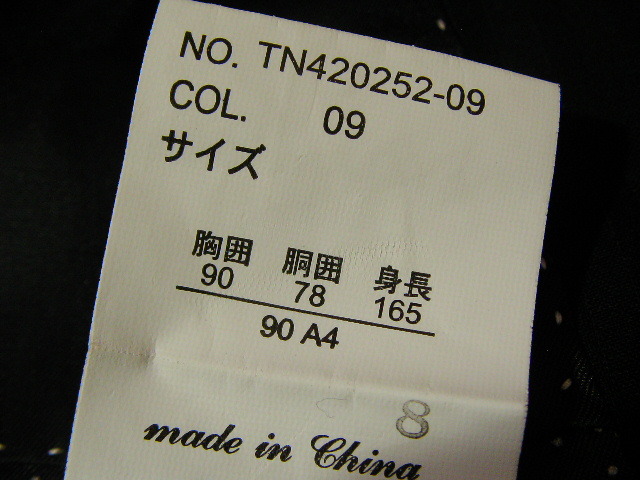 NO. TN420252-09
COL. 09
サイズ
胸囲 胴囲 身長
90 78 165
90 A4
8
made in China